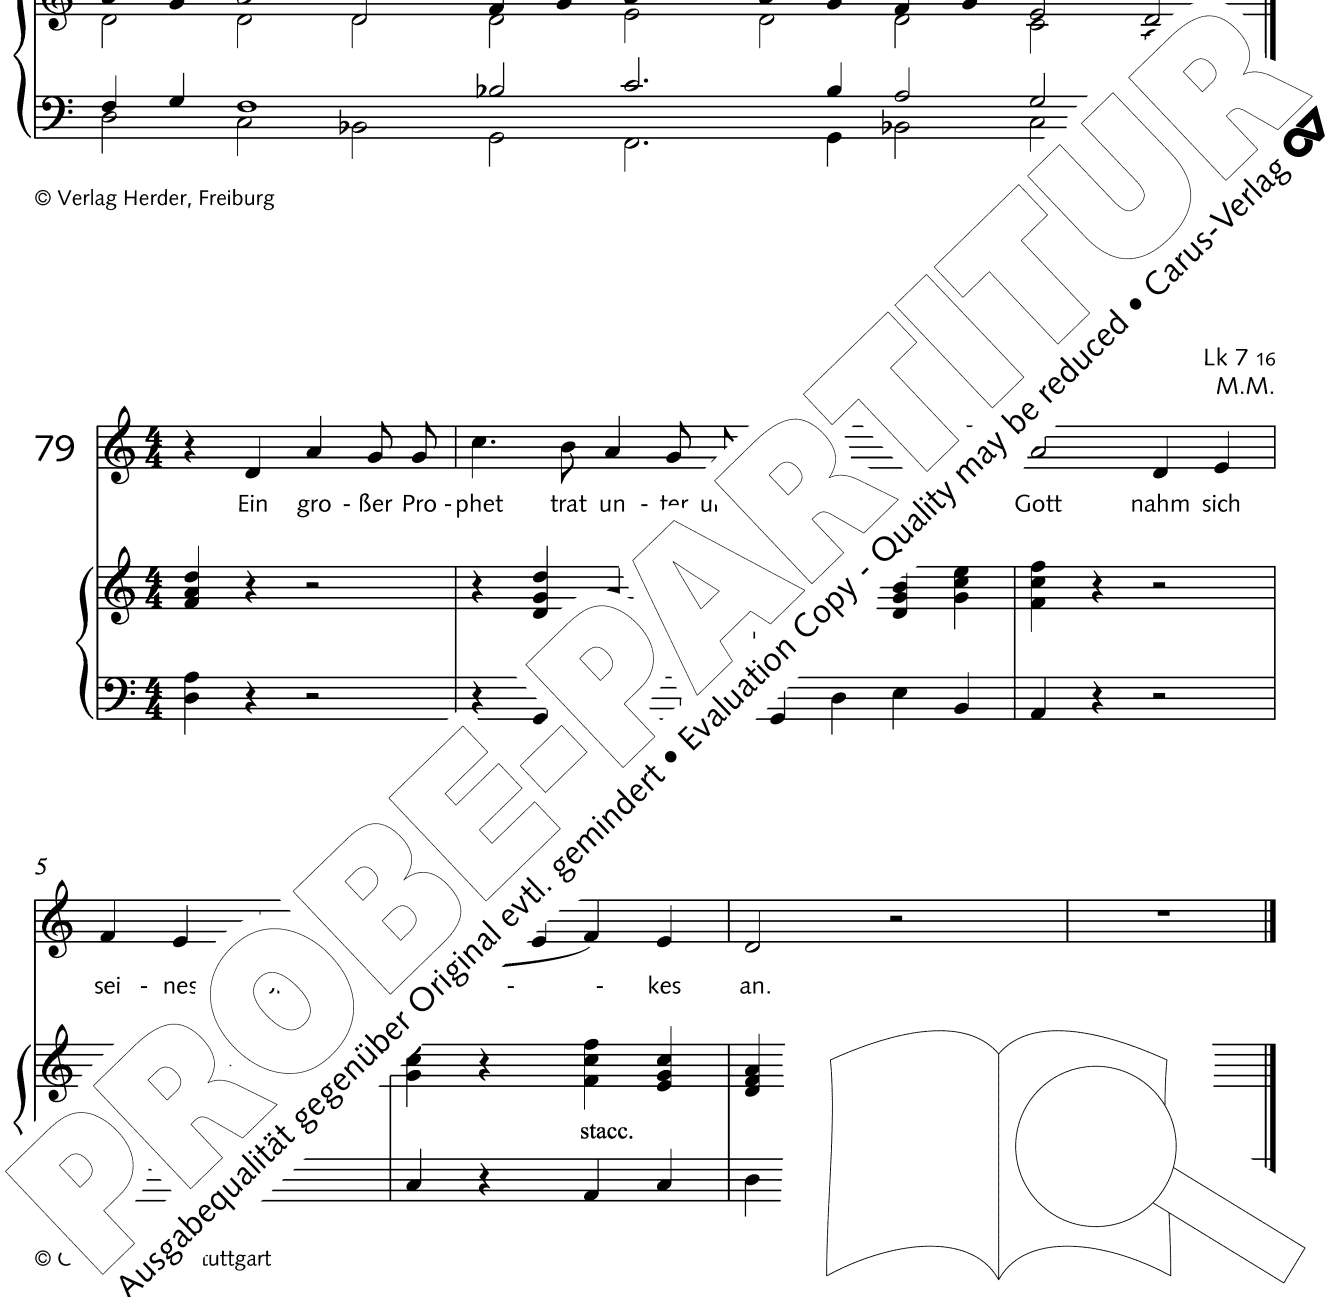 © Verlag Herder, Freiburg
Lk 7 16
M.M.
79
Ein gro - ßer Pro - phet trat un - ter Gott nahm sich
5
sei - nes - - kes an.
stacc.
PROBE-PARTITUR
Ausgabequalität gegenüber Original evtl. gemindert • Evaluation Copy - Quality may be reduced • Carus-Verlag
©